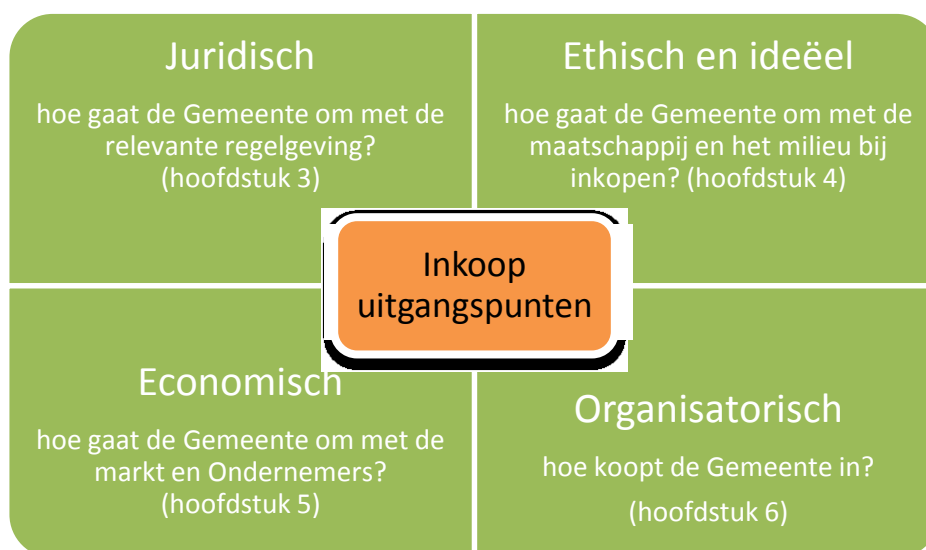 Juridisch
hoe gaat de Gemeente om met de
relevante regelgeving?
(hoofdstuk 3)
Ethisch en ideëel
hoe gaat de Gemeente om met de
maatschappij en het milieu bij
inkopen? (hoofdstuk 4)
Inkoop
uitgangspunten
Economisch
hoe gaat de Gemeente om met de
markt en Ondernemers?
(hoofdstuk 5)
Organisatorisch
hoe koopt de Gemeente in?
(hoofdstuk 6)